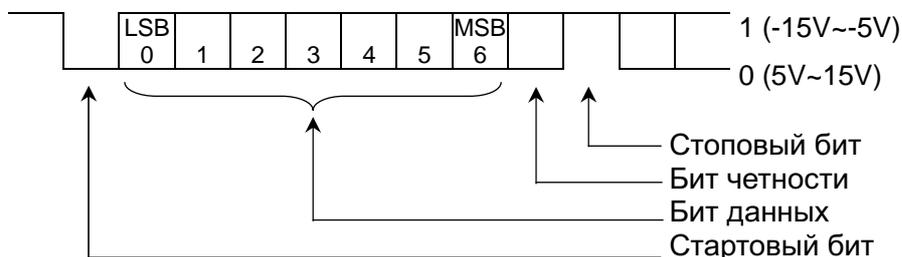 LSB MSB 1 (-15V~-5V)
0 1 2 3 4 5 6
0 (5V~15V)
Стоповый бит
Бит четности
Бит данных
Стартовый бит